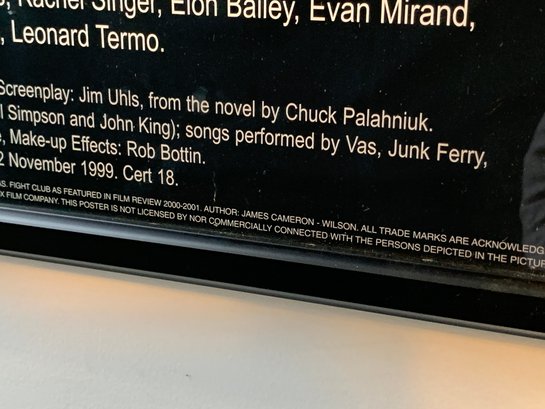 , Rachel Singer, Eion Bailey, Evan Mirand,
, Leonard Termo.
Screenplay: Jim Uhls, from the novel by Chuck Palahniuk.
l Simpson and John King); songs performed by Vas, Junk Ferry,
, Make-up Effects: Rob Bottin.
2 November 1999. Cert 18.
AS. FIGHT CLUB AS FEATURED IN FILM REVIEW 2000-2001. AUTHOR: JAMES CAMERON - WILSON. ALL TRADE MARKS ARE ACKNOWLEDG
X FILM COMPANY. THIS POSTER IS NOT LICENSED BY NOR COMMERCIALLY CONNECTED WITH THE PERSONS DEPICTED IN THE PICTUR